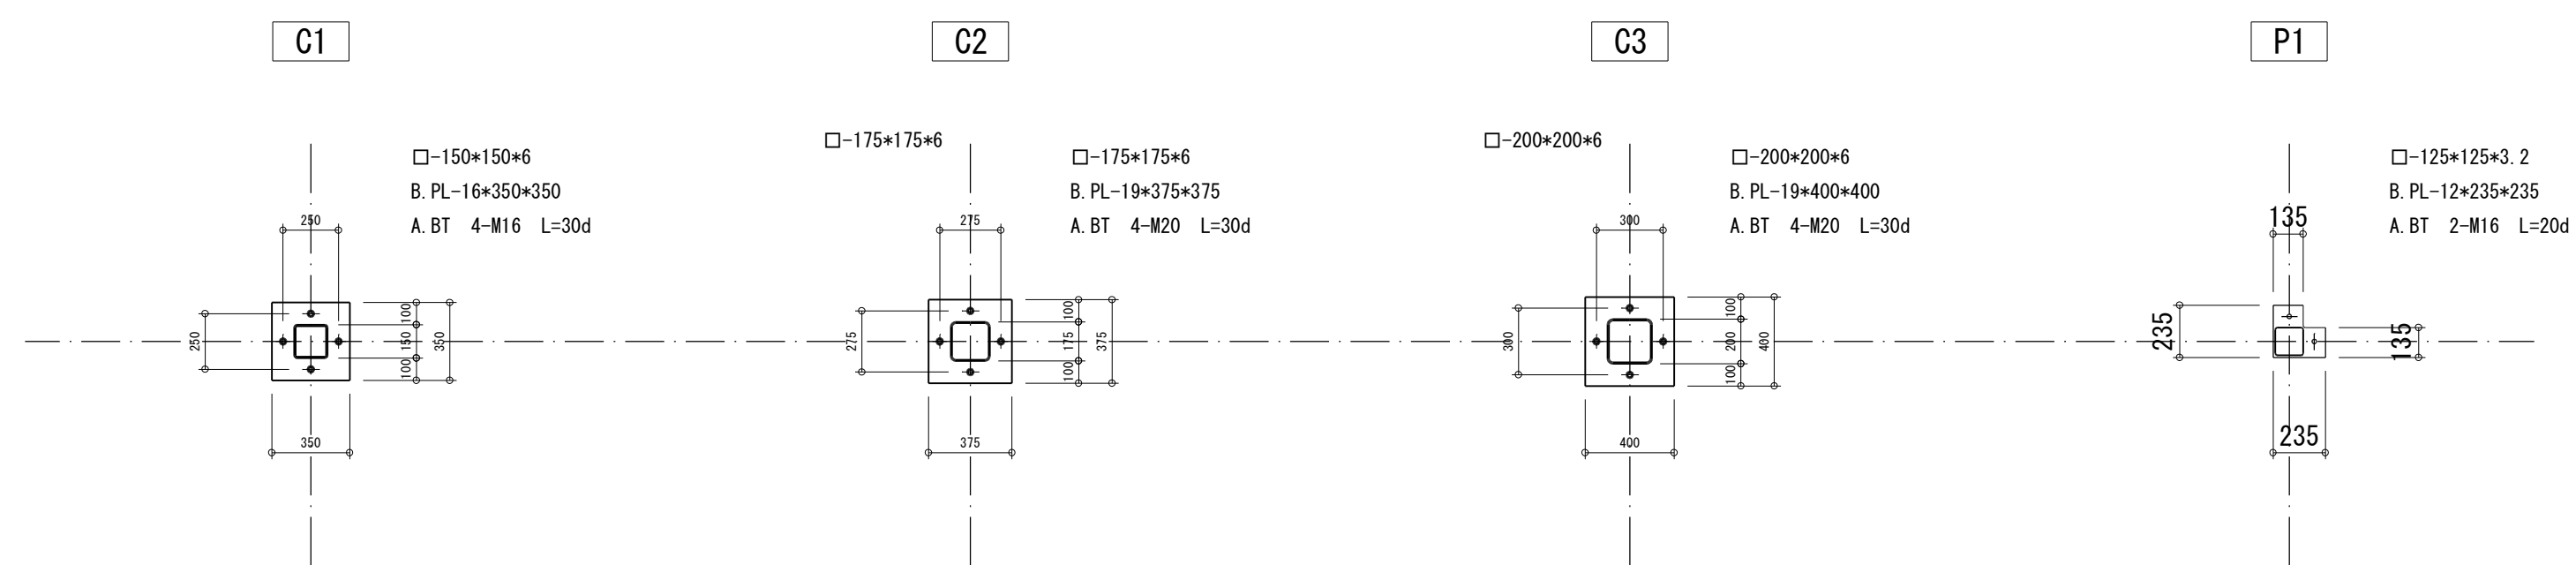 C1
C2
C3
P1
□-150*150*6
B.PL-16*350*350
A.BT 4-M16 L=30d
250
250
100
150
100
350
350
□-175*175*6
□-175*175*6
B.PL-19*375*375
A.BT 4-M20 L=30d
275
275
100
175
100
375
375
□-200*200*6
□-200*200*6
B.PL-19*400*400
A.BT 4-M20 L=30d
300
300
100
200
100
400
400
□-125*125*3.2
B.PL-12*235*235
A.BT 2-M16 L=20d
135
235
135
235